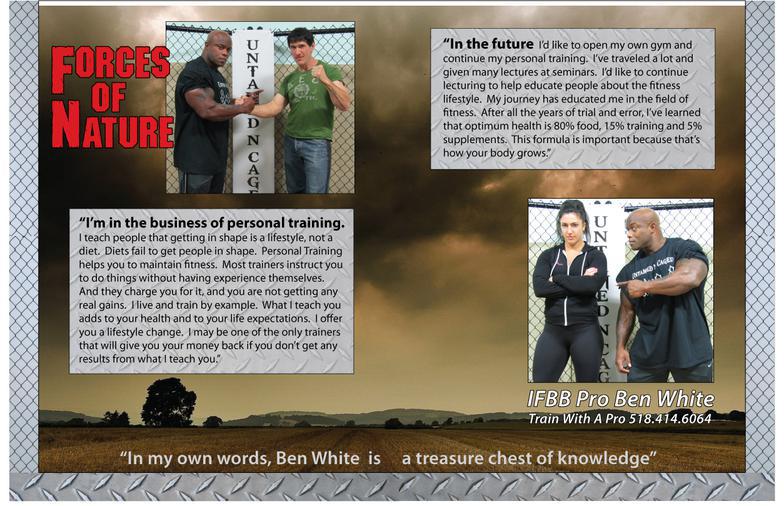 FORCES
OF
NATURE
UNTAMED N CAGE
“In the future I’d like to open my own gym and
continue my personal training. I’ve traveled a lot and
given many lectures at seminars. I’d like to continue
lecturing to help educate people about the fitness
lifestyle. My journey has educated me in the field of
fitness. After all the years of trial and error, I’ve learned
that optimum health is 80% food, 15% training and 5%
supplements. This formula is important because that’s
how your body grows.”
“I’m in the business of personal training.
I teach people that getting in shape is a lifestyle, not a
diet. Diets fail to get people in shape. Personal Training
helps you to maintain fitness. Most trainers instruct you
to do things without having experience themselves.
And they charge you for it, and you are not getting any
real gains. I live and train by example. What I teach you
adds to your health and to your life expectations. I offer
you a lifestyle change. I may be one of the only trainers
that will give you your money back if you don’t get any
results from what I teach you.”
UNTAMED N CAG
UNTAMED N CAGED
IFBB Pro Ben White
Train With A Pro 518.414.6064
“In my own words, Ben White is a treasure chest of knowledge”